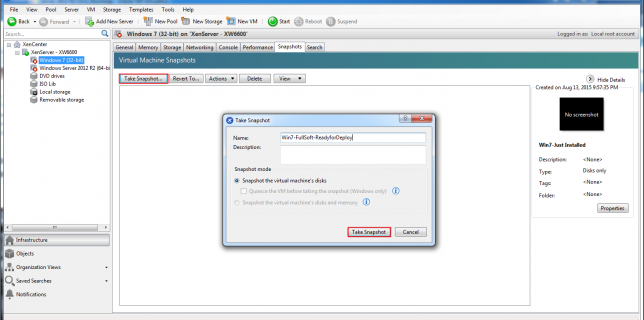 File View Pool Server VM Storage Templates Tools Help
Back Forward Add New Server New Pool New Storage New VM Start Reboot Suspend
Search...
Windows 7 (32-bit) on 'XenServer - XW6600'
Logged in as: Local root account
XenCenter
XenServer - XW6600
Windows 7 (32-bit)
Windows Server 2012 R2 (64-bi
DVD drives
ISO Lib
Local storage
Removable storage
General Memory Storage Networking Console Performance Snapshots Search
Virtual Machine Snapshots
Take Snapshot... Revert To... Actions Delete View
Hide Details
Created on Aug 13, 2015 9:57:35 PM
No screenshot
Win7-Just Installed
Description: <None>
Type: Disks only
Tags: <None>
Folder: <None>
Properties
Take Snapshot
Name: Win7-FullSoft-ReadyforDeploy
Description:
Snapshot mode
Snapshot the virtual machine's disks
Quiesce the VM before taking the snapshot (Windows only)
Snapshot the virtual machine's disks and memory
Take Snapshot Cancel
Infrastructure
Objects
Organization Views
Saved Searches
Notifications